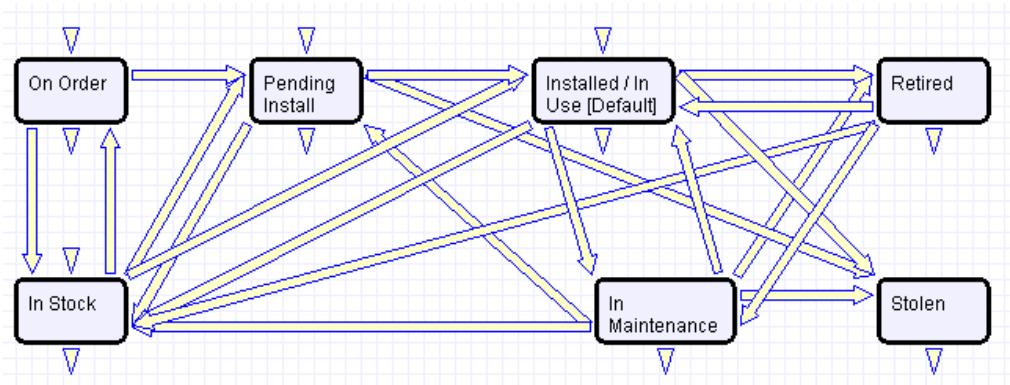 On Order
Pending
Install
Installed / In
Use [Default]
Retired
In Stock
In
Maintenance
Stolen